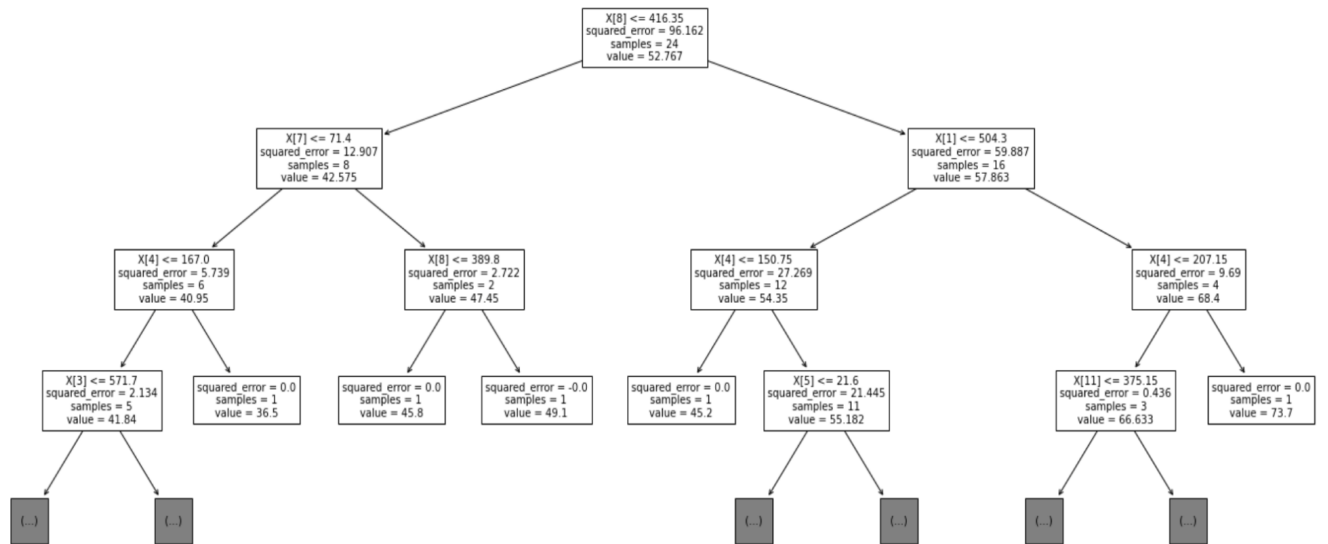 X[8] <= 416.35
squared_error = 96.162
samples = 24
value = 52.767
X[7] <= 71.4
squared_error = 12.907
samples = 8
value = 42.575
X[1] <= 504.3
squared_error = 59.887
samples = 16
value = 57.863
X[4] <= 167.0
squared_error = 5.739
samples = 6
value = 40.95
X[8] <= 389.8
squared_error = 2.722
samples = 2
value = 47.45
X[4] <= 150.75
squared_error = 27.269
samples = 12
value = 54.35
X[4] <= 207.15
squared_error = 9.69
samples = 4
value = 68.4
X[3] <= 571.7
squared_error = 2.134
samples = 5
value = 41.84
squared_error = 0.0
samples = 1
value = 36.5
squared_error = 0.0
samples = 1
value = 45.8
squared_error = -0.0
samples = 1
value = 49.1
squared_error = 0.0
samples = 1
value = 45.2
X[5] <= 21.6
squared_error = 21.445
samples = 11
value = 55.182
X[11] <= 375.15
squared_error = 0.436
samples = 3
value = 66.633
squared_error = 0.0
samples = 1
value = 73.7
(...)
(...)
(...)
(...)
(...)
(...)